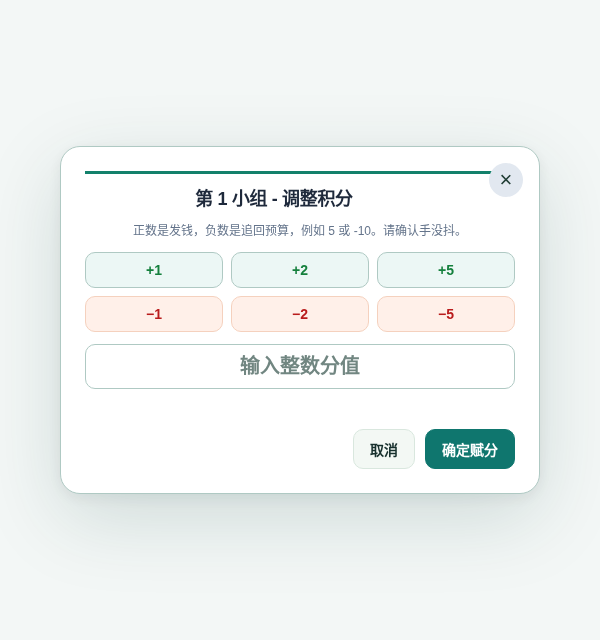 ✕
第 1 小组 - 调整积分
正数是发钱，负数是追回预算，例如 5 或 -10。请确认手没抖。
+1 +2 +5
−1 −2 −5
输入整数分值
取消 确定赋分